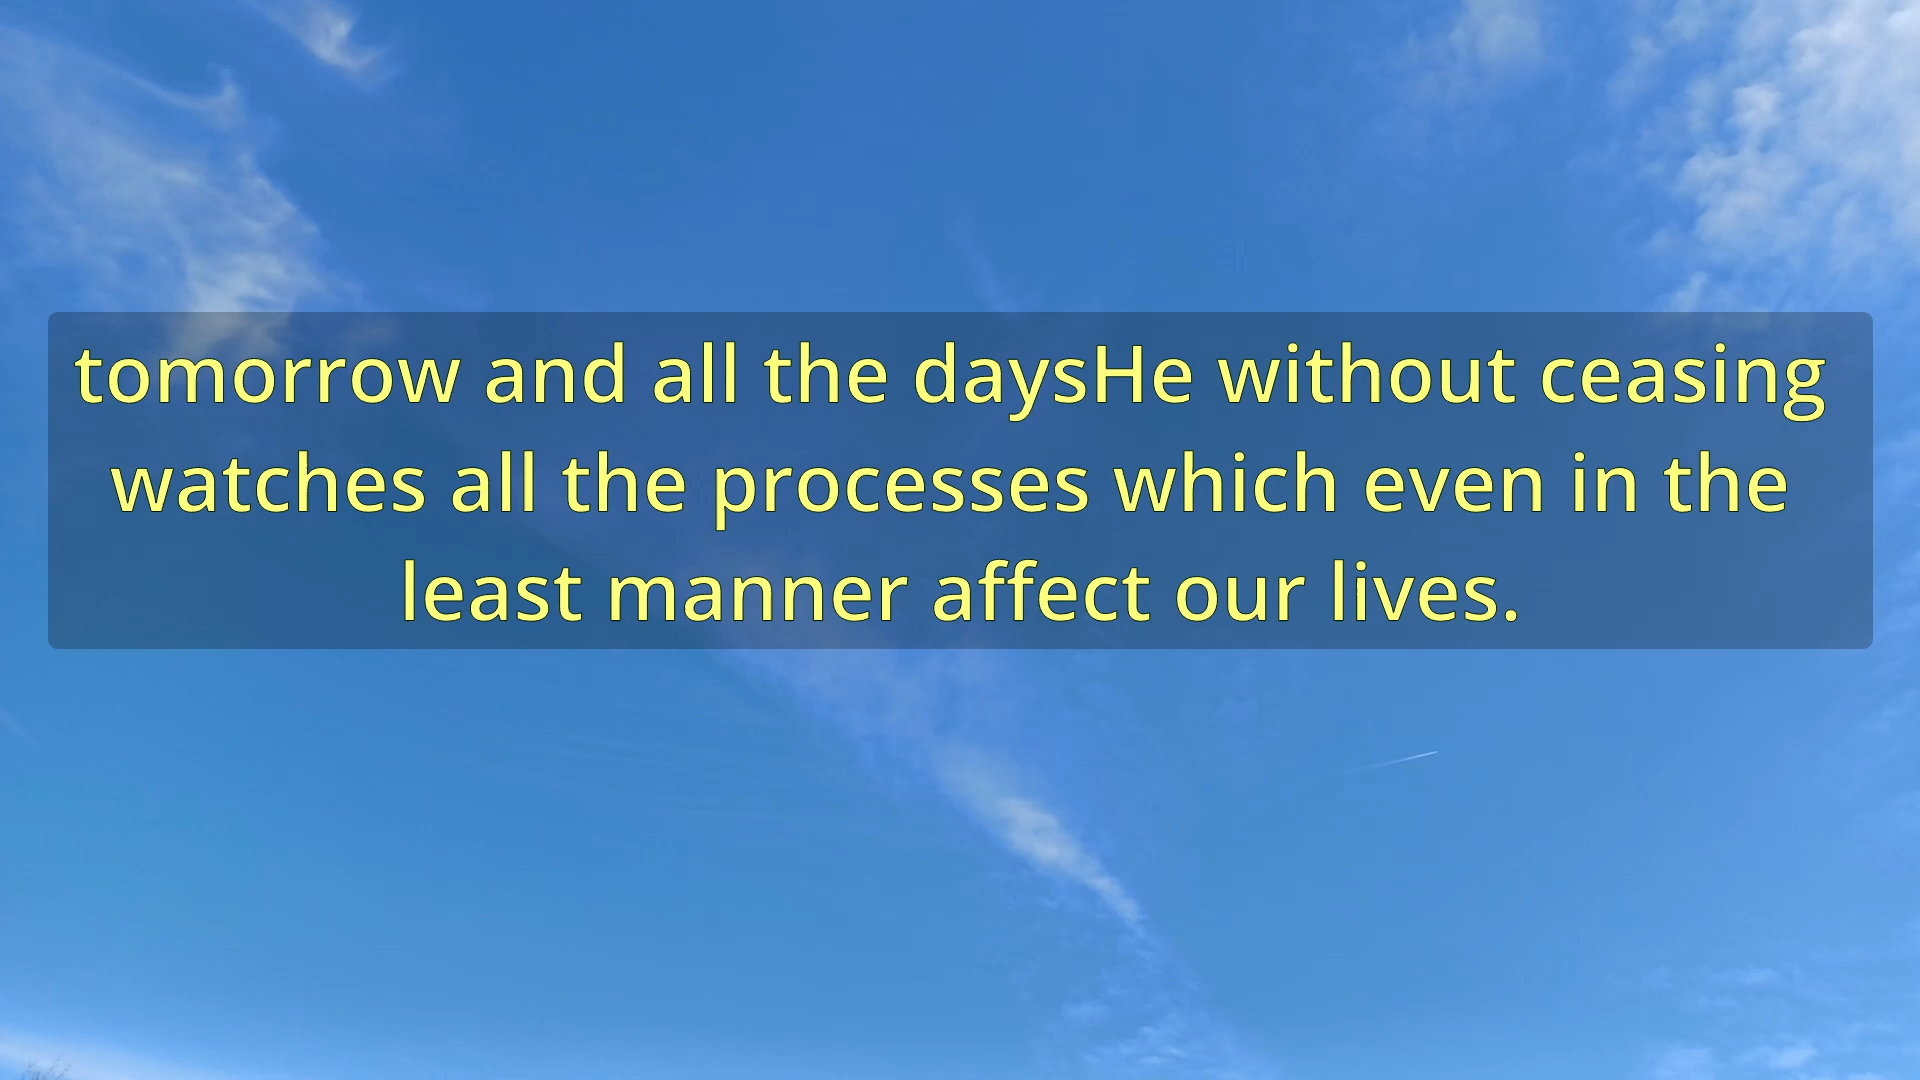 tomorrow and all the daysHe without ceasing
watches all the processes which even in the
least manner affect our lives.